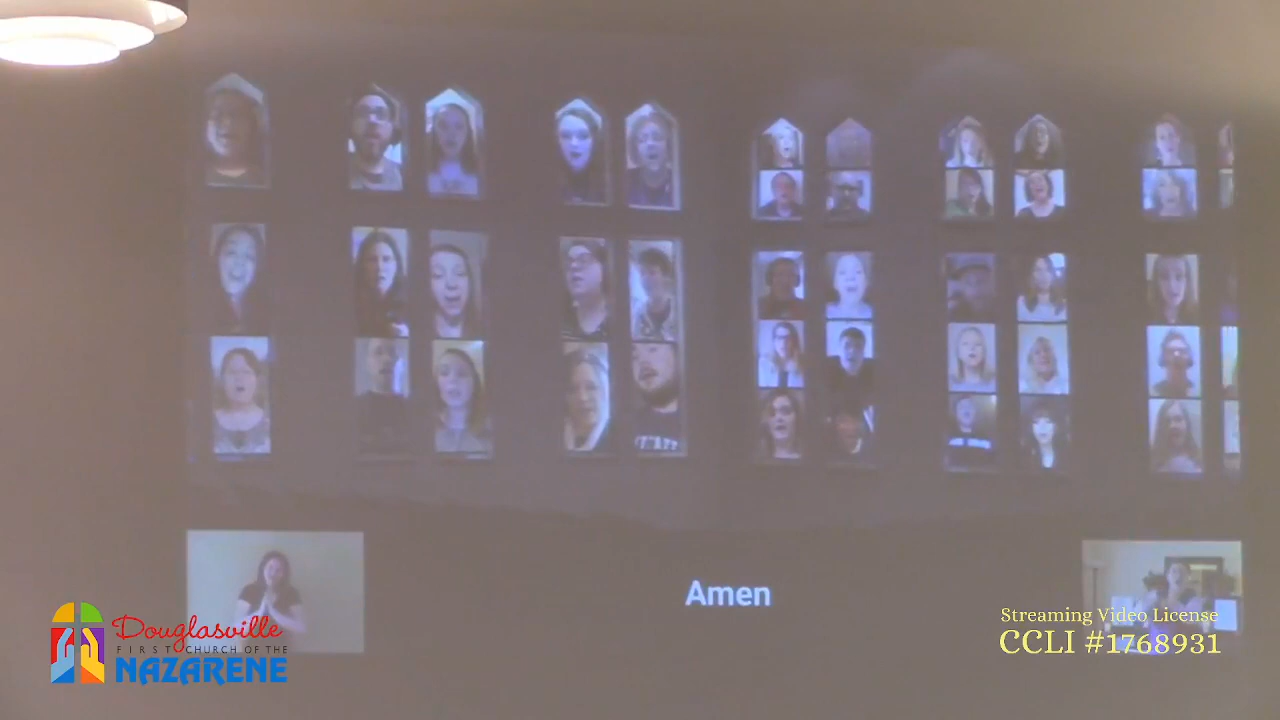 Amen
Douglasville
FIRST CHURCH OF THE
NAZARENE
Streaming Video License
CCLI #1768931